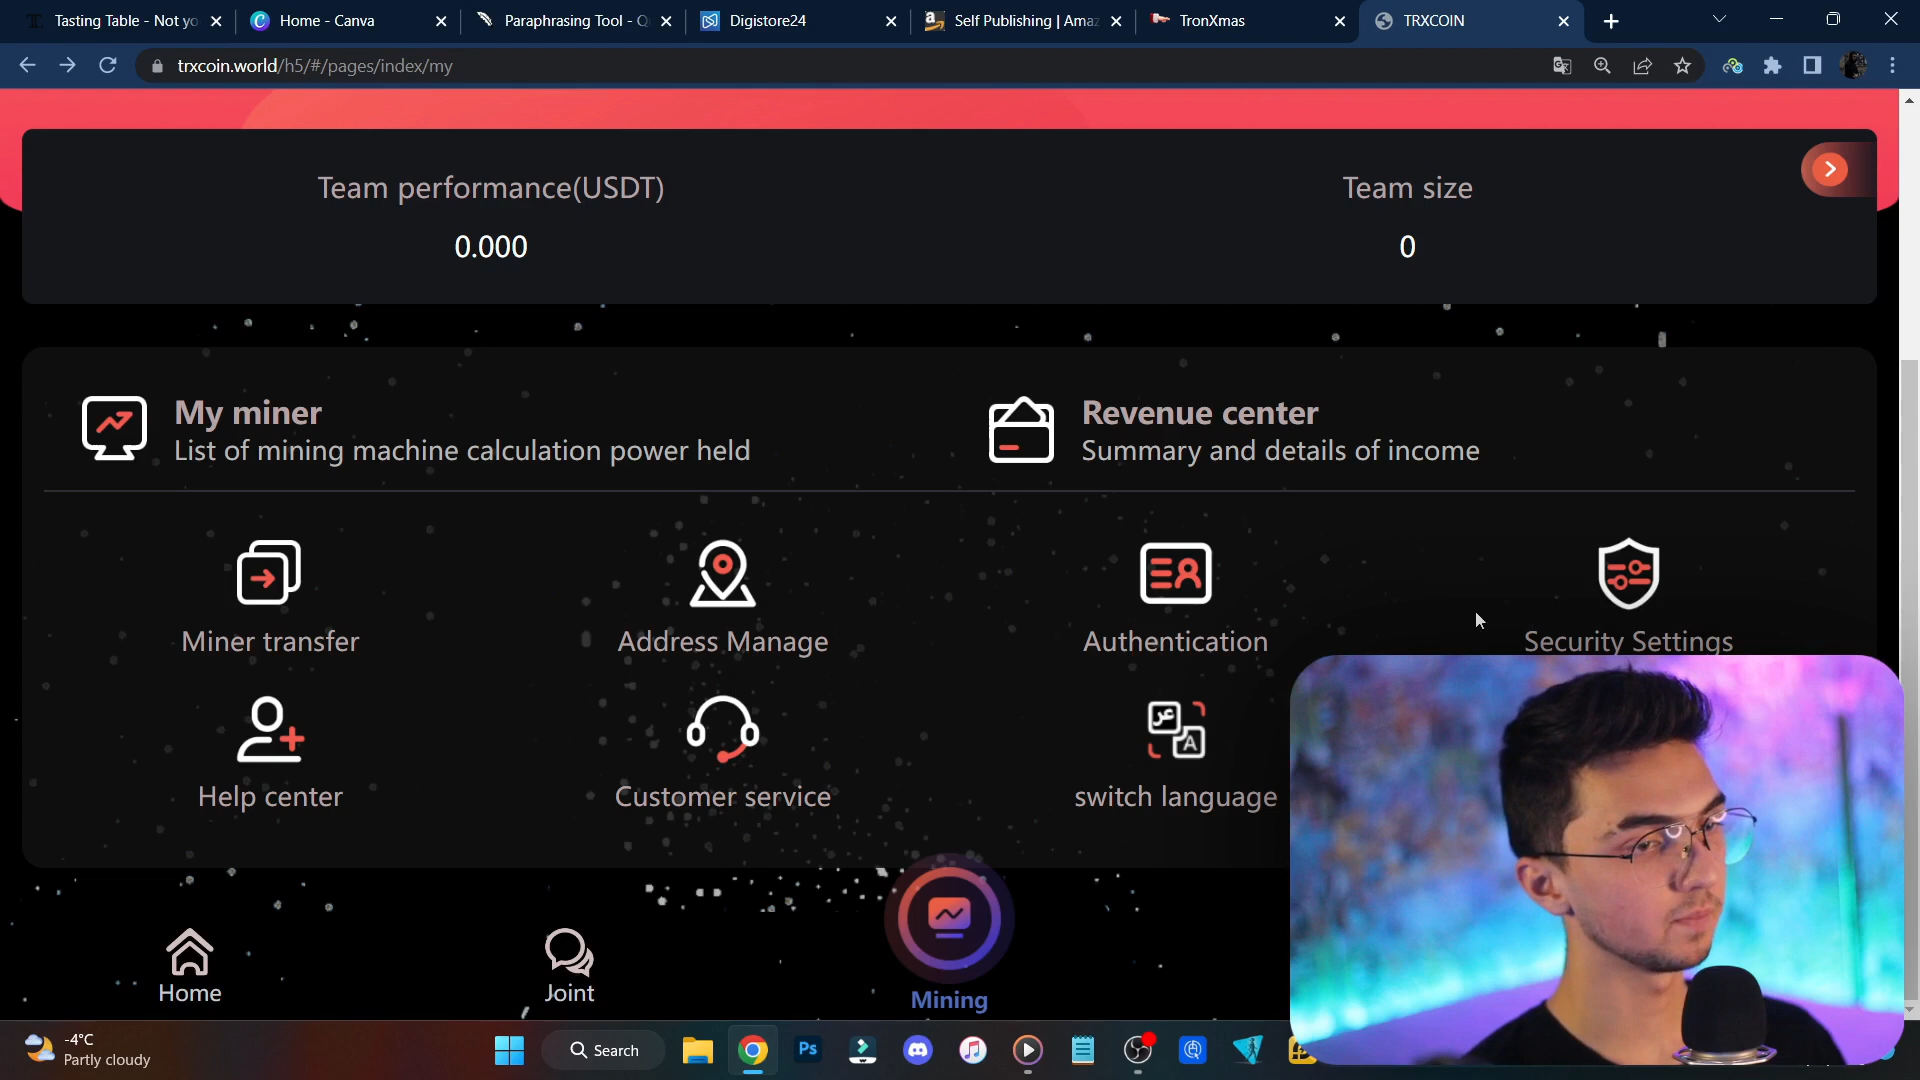 Tasting Table - Not yo
Home - Canva
Paraphrasing Tool - Q
Digistore24
Self Publishing | Amaz
TronXmas
TRXCOIN
trxcoin.world/h5/#/pages/index/my
Team performance(USDT)
Team size
0.000
0
My miner
List of mining machine calculation power held
Revenue center
Summary and details of income
Miner transfer
Address Manage
Authentication
Security Settings
Help center
Customer service
عر
A
switch language
Home
Joint
Mining
-4°C
Partly cloudy
Search
Ps